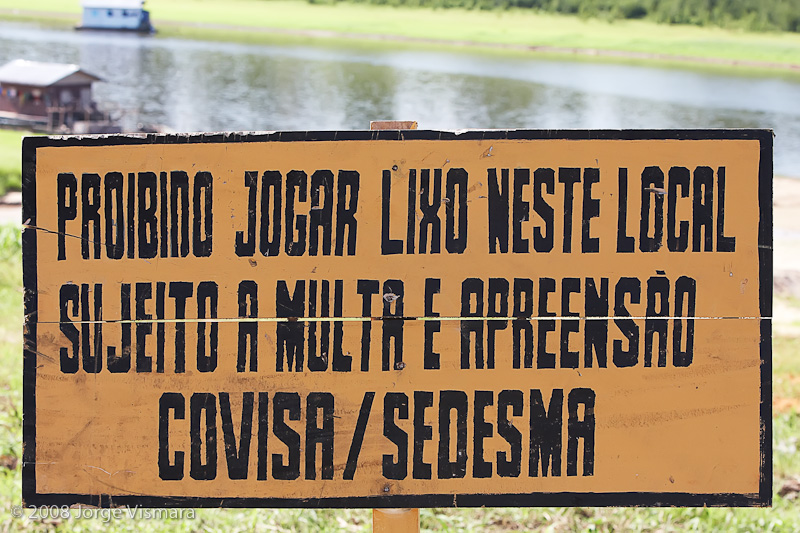 PROIBIDO JOGAR LIXO NESTE LOCAL
SUJEITO A MULTA E APREENSÃO
COVISA/SEDESMA
© 2008 Jorge Vismara